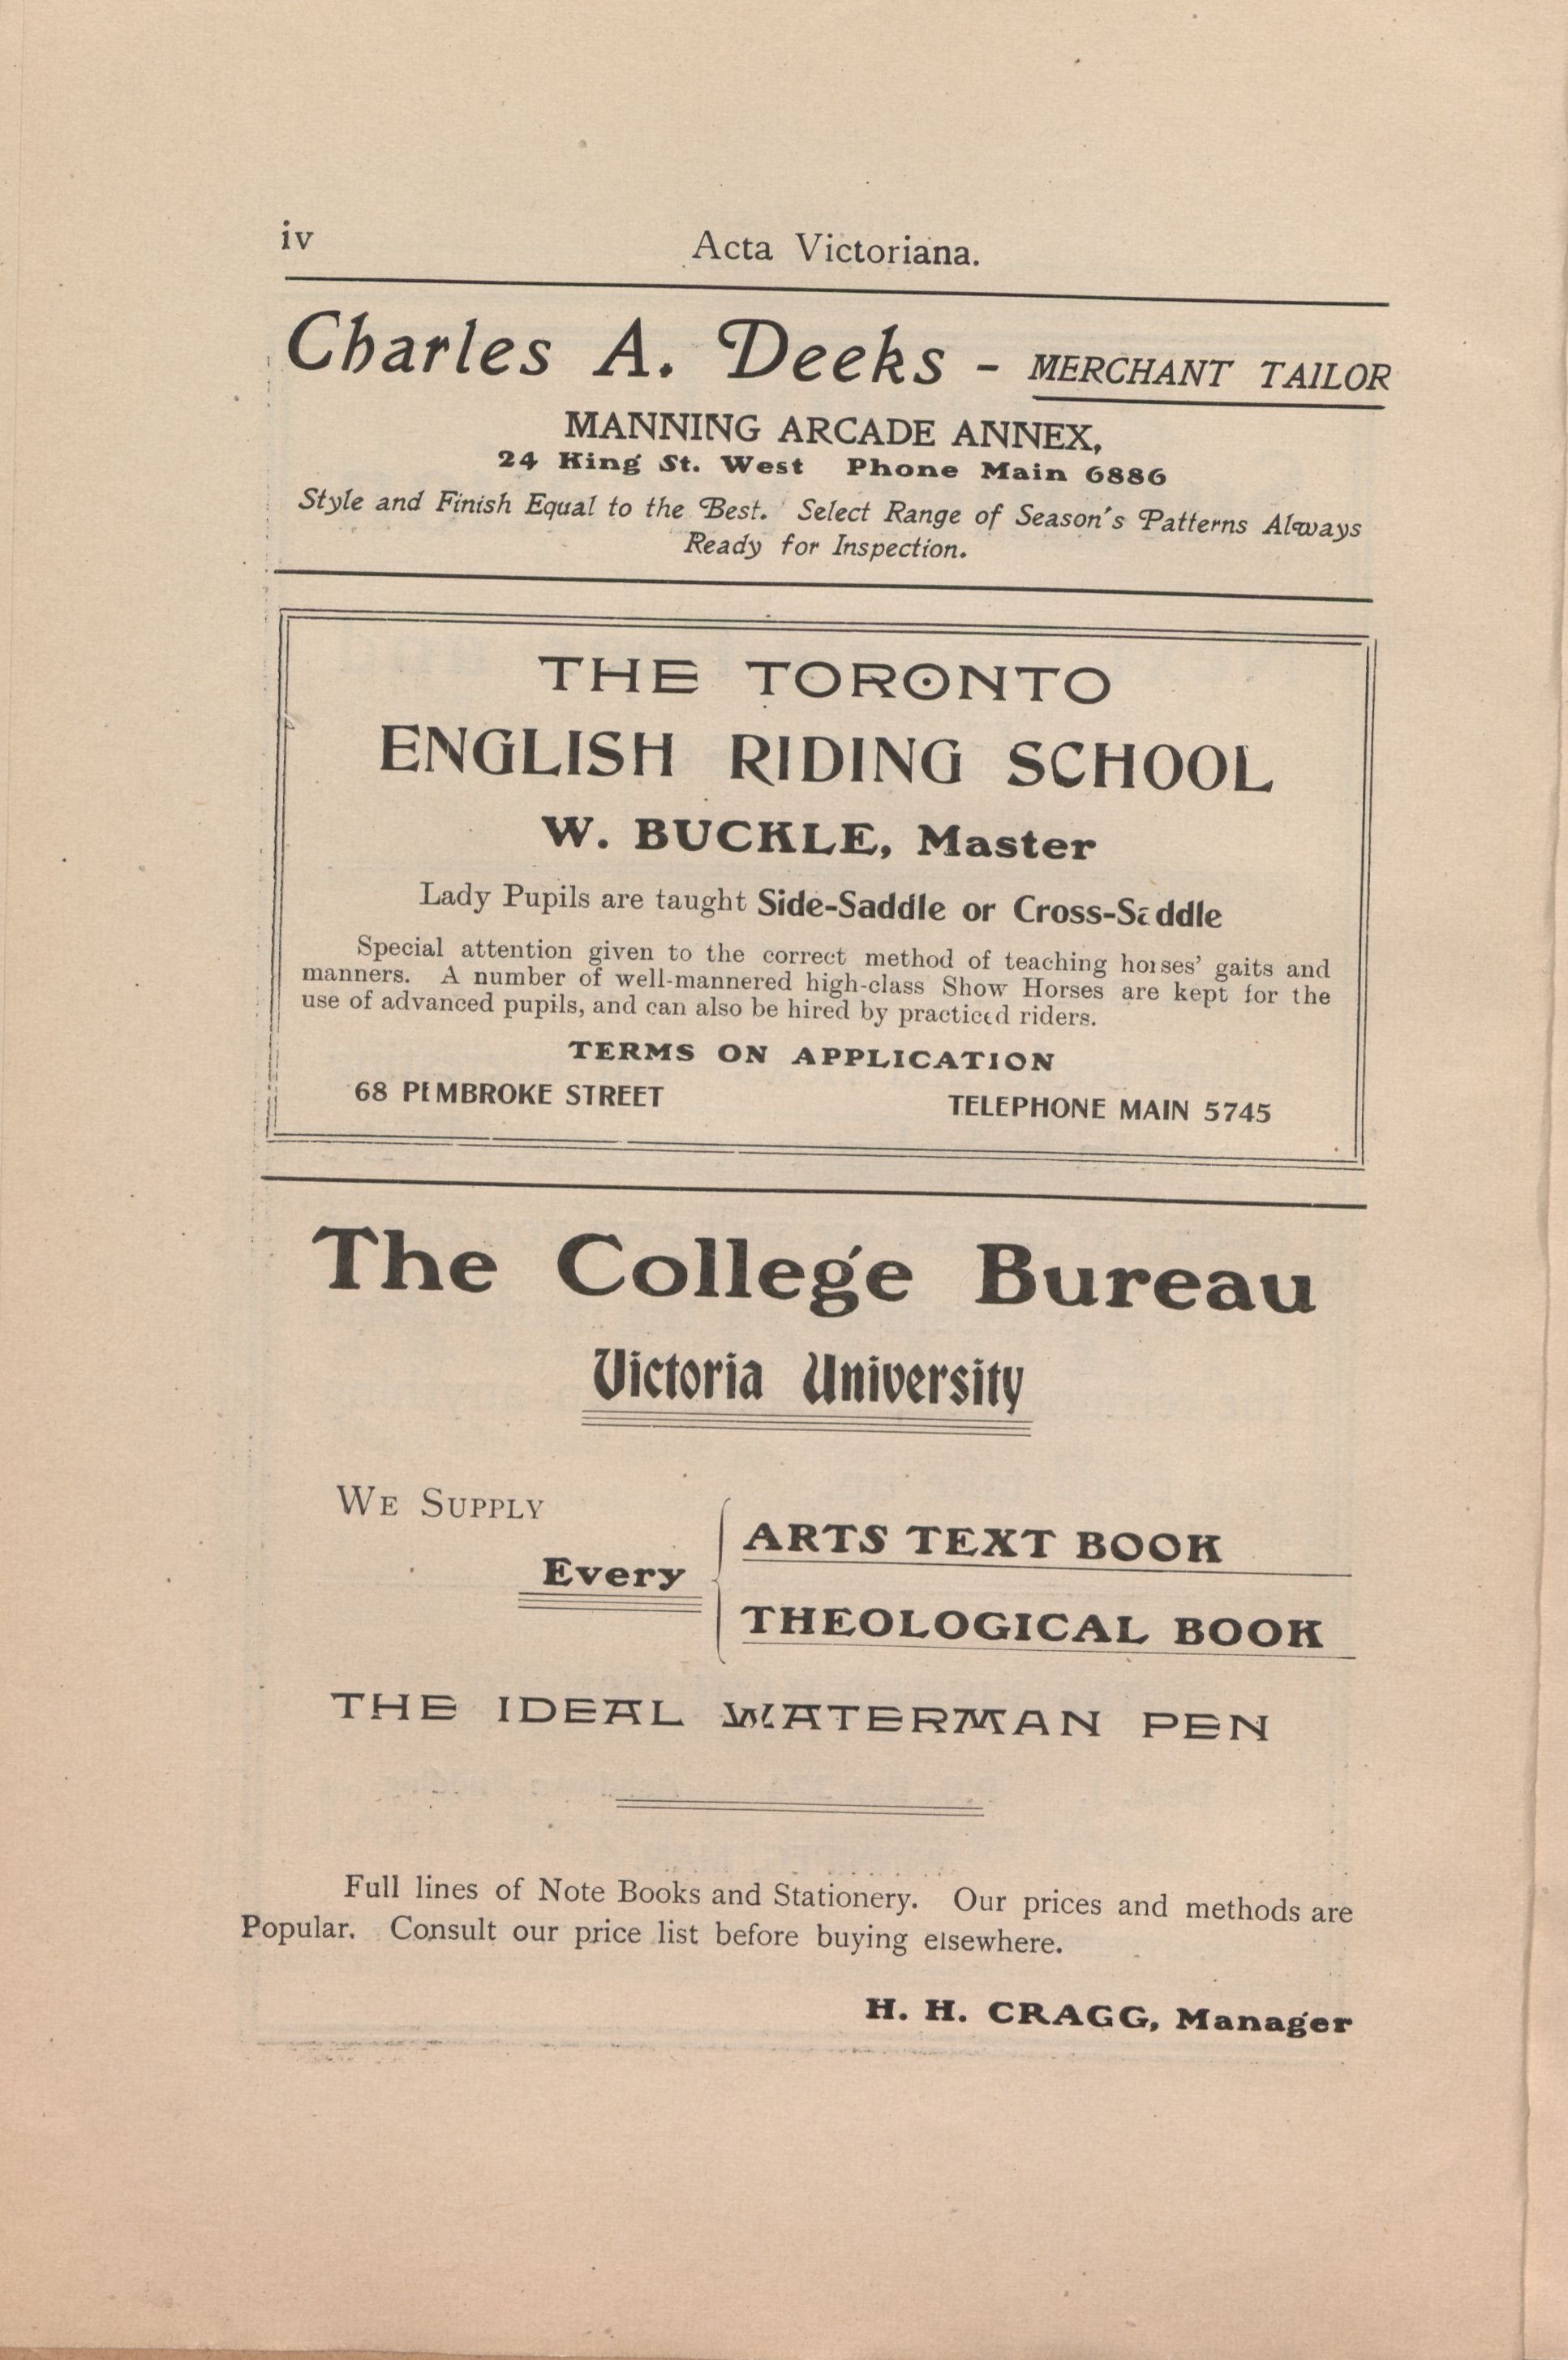 iv
Acta Victoriana.
Charles A. Deeks - MERCHANT TAILOR
MANNING ARCADE ANNEX,
24 King St. West Phone Main 6886
Style and Finish Equal to the Best. Select Range of Season's Patterns Always
Ready for Inspection.
THE TORONTO
ENGLISH RIDING SCHOOL
W. BUCKLE, Master
Lady Pupils are taught Side-Saddle or Cross-Saddle
Special attention given to the correct method of teaching horses' gaits and
manners. A number of well-mannered high-class Show Horses are kept for the
use of advanced pupils, and can also be hired by practiced riders.
TERMS ON APPLICATION
68 PEMBROKE STREET TELEPHONE MAIN 5745
The College Bureau
Victoria University
WE SUPPLY
Every
ARTS TEXT BOOK
THEOLOGICAL BOOK
THE IDEAL WATERMAN PEN
Full lines of Note Books and Stationery. Our prices and methods are
Popular. Consult our price list before buying elsewhere.
H. H. CRAGG, Manager